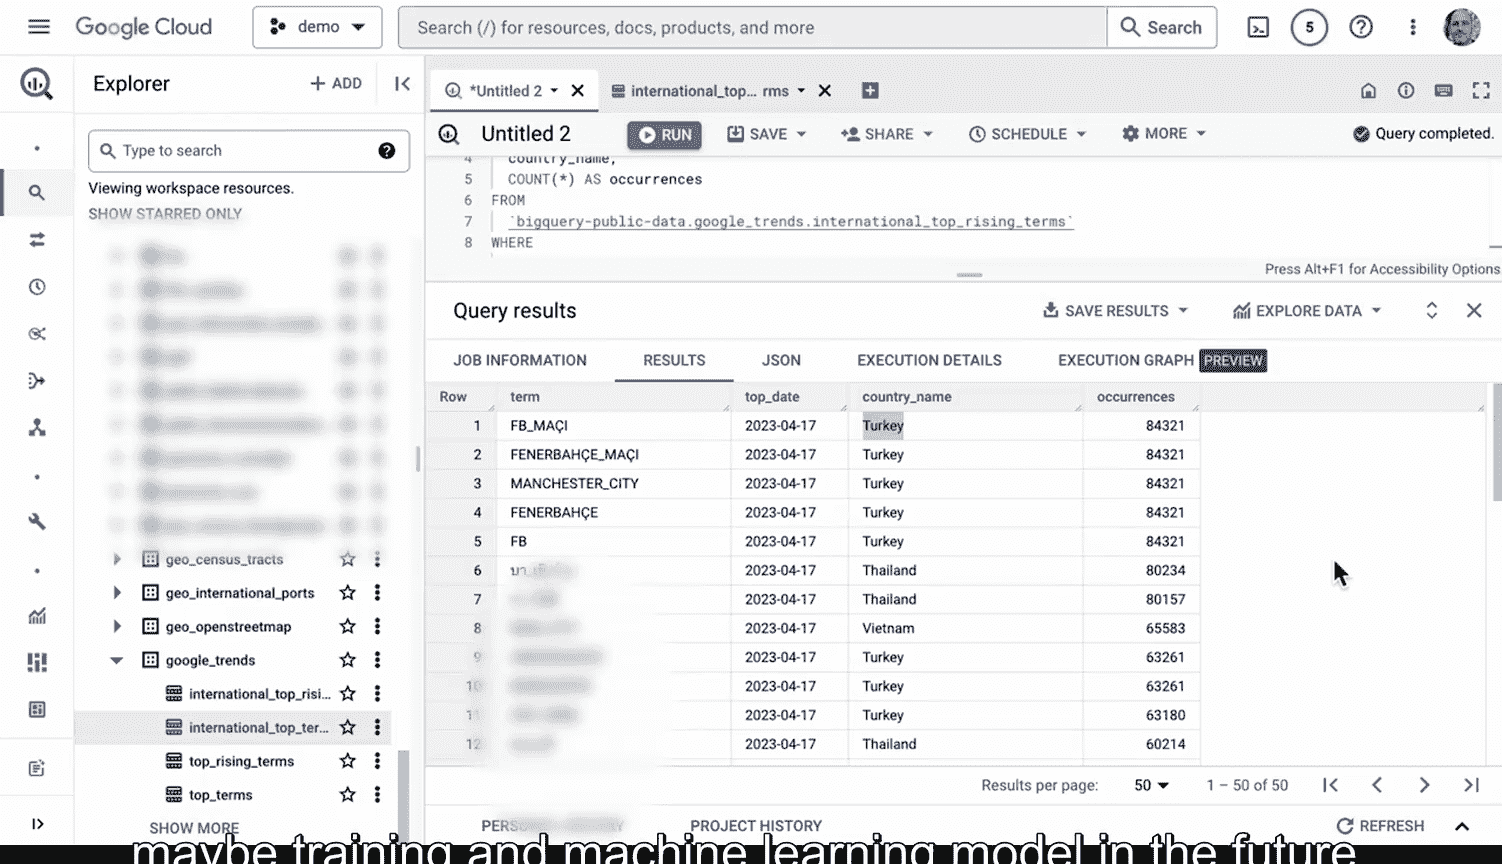 Google Cloud
demo
Search (/) for resources, docs, products, and more
Search
5
Explorer
+ ADD
*Untitled 2
international_top... rms
Type to search
Viewing workspace resources.
SHOW STARRED ONLY
geo_census_tracts
geo_international_ports
geo_openstreetmap
google_trends
international_top_risi...
international_top_ter...
top_rising_terms
top_terms
SHOW MORE
Untitled 2
RUN
SAVE
SHARE
SCHEDULE
MORE
Query completed.
4 country_name,
5 COUNT(*) AS occurrences
6 FROM
7 `bigquery-public-data.google_trends.international_top_rising_terms`
8 WHERE
Press Alt+F1 for Accessibility Options
Query results
SAVE RESULTS
EXPLORE DATA
JOB INFORMATION RESULTS JSON EXECUTION DETAILS EXECUTION GRAPH PREVIEW
Row term top_date country_name occurrences
1 FB_MAÇI 2023-04-17 Turkey 84321
2 FENERBAHÇE_MAÇI 2023-04-17 Turkey 84321
3 MANCHESTER_CITY 2023-04-17 Turkey 84321
4 FENERBAHÇE 2023-04-17 Turkey 84321
5 FB 2023-04-17 Turkey 84321
6 2023-04-17 Thailand 80234
7 2023-04-17 Thailand 80157
8 2023-04-17 Vietnam 65583
9 2023-04-17 Turkey 63261
10 2023-04-17 Turkey 63261
11 2023-04-17 Turkey 63180
12 2023-04-17 Thailand 60214
Results per page: 50 1 – 50 of 50
PROJECT HISTORY
REFRESH
maybe training and machine learning model in the future